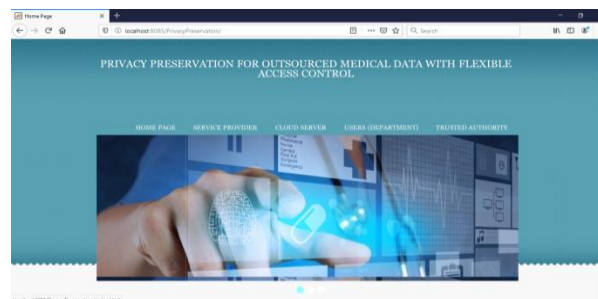 Home Page
localhost:8085/PrivacyPreservation/
Search
PRIVACY PRESERVATION FOR OUTSOURCED MEDICAL DATA WITH FLEXIBLE
ACCESS CONTROL
HOME PAGE SERVICE PROVIDER CLOUD SERVER USERS (DEPARTMENT) TRUSTED AUTHORITY